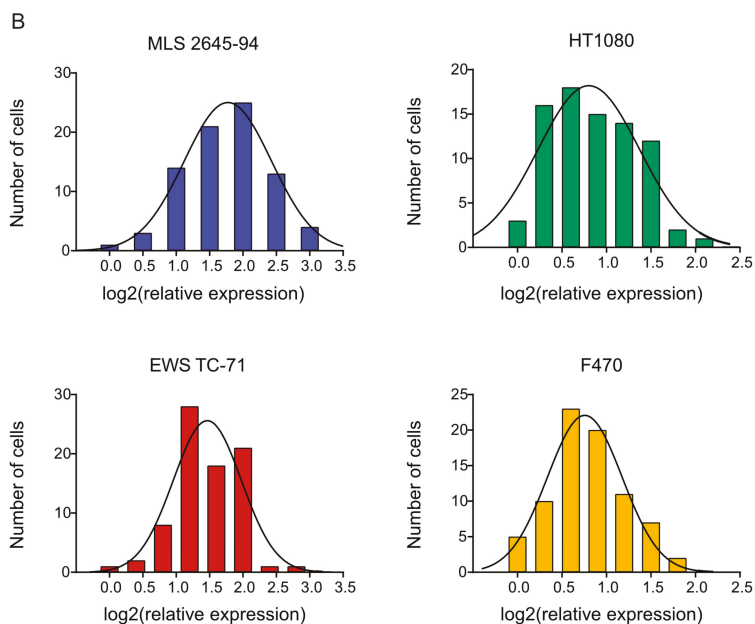 B
MLS 2645-94
Number of cells
30
20
10
0
0.0 0.5 1.0 1.5 2.0 2.5 3.0 3.5
log2(relative expression)
HT1080
Number of cells
20
15
10
5
0
0.0 0.5 1.0 1.5 2.0 2.5
log2(relative expression)
EWS TC-71
Number of cells
30
20
10
0
0.0 0.5 1.0 1.5 2.0 2.5 3.0 3.5
log2(relative expression)
F470
Number of cells
25
20
15
10
5
0
0.0 0.5 1.0 1.5 2.0 2.5
log2(relative expression)